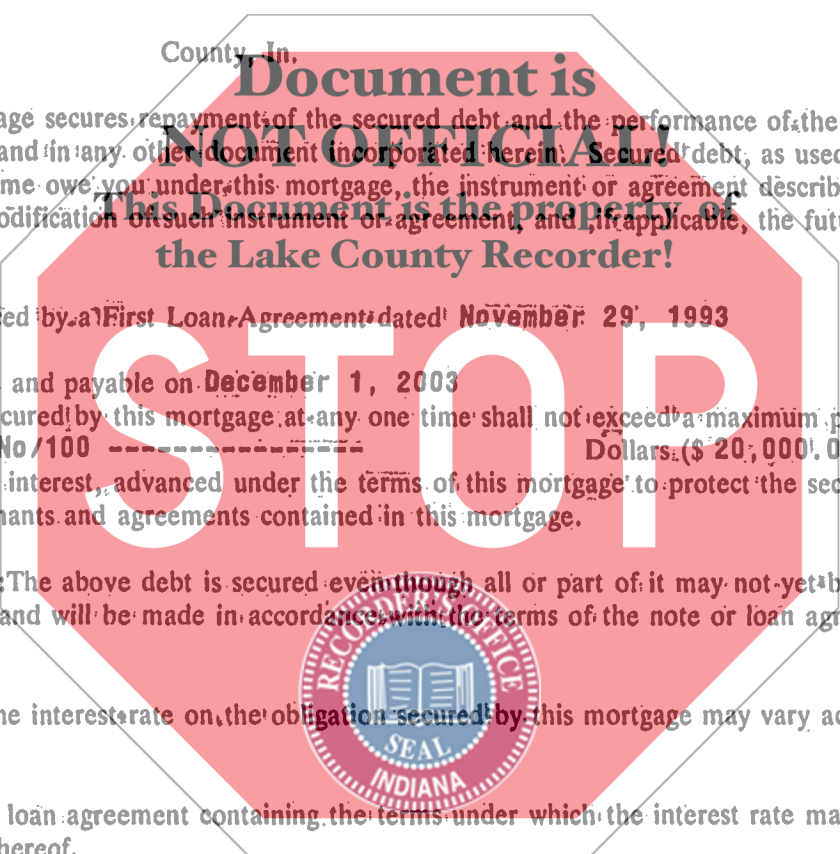 County, In.
Document is
age secures repayment of the secured debt and the performance of the
NOT OFFICIAL!
and in any other document incorporated herein. Secured debt, as used
me owe you under this mortgage, the instrument or agreement describ
This Document is the property of
odification of such instrument or agreement, and, if applicable, the futu
the Lake County Recorder!
ed by a First Loan Agreement dated November 29, 1993
STOP
and payable on December 1, 2003
cured by this mortgage at any one time shall not exceed a maximum p
No/100 ----------------- Dollars ($ 20,000.0
interest, advanced under the terms of this mortgage to protect the sec
nants and agreements contained in this mortgage.
The above debt is secured even though all or part of it may not yet b
and will be made in accordance with the terms of the note or loan agr
RECORDER'S OFFICE
SEAL
INDIANA
he interest rate on the obligation secured by this mortgage may vary ac
loan agreement containing the terms under which the interest rate ma
hereof.